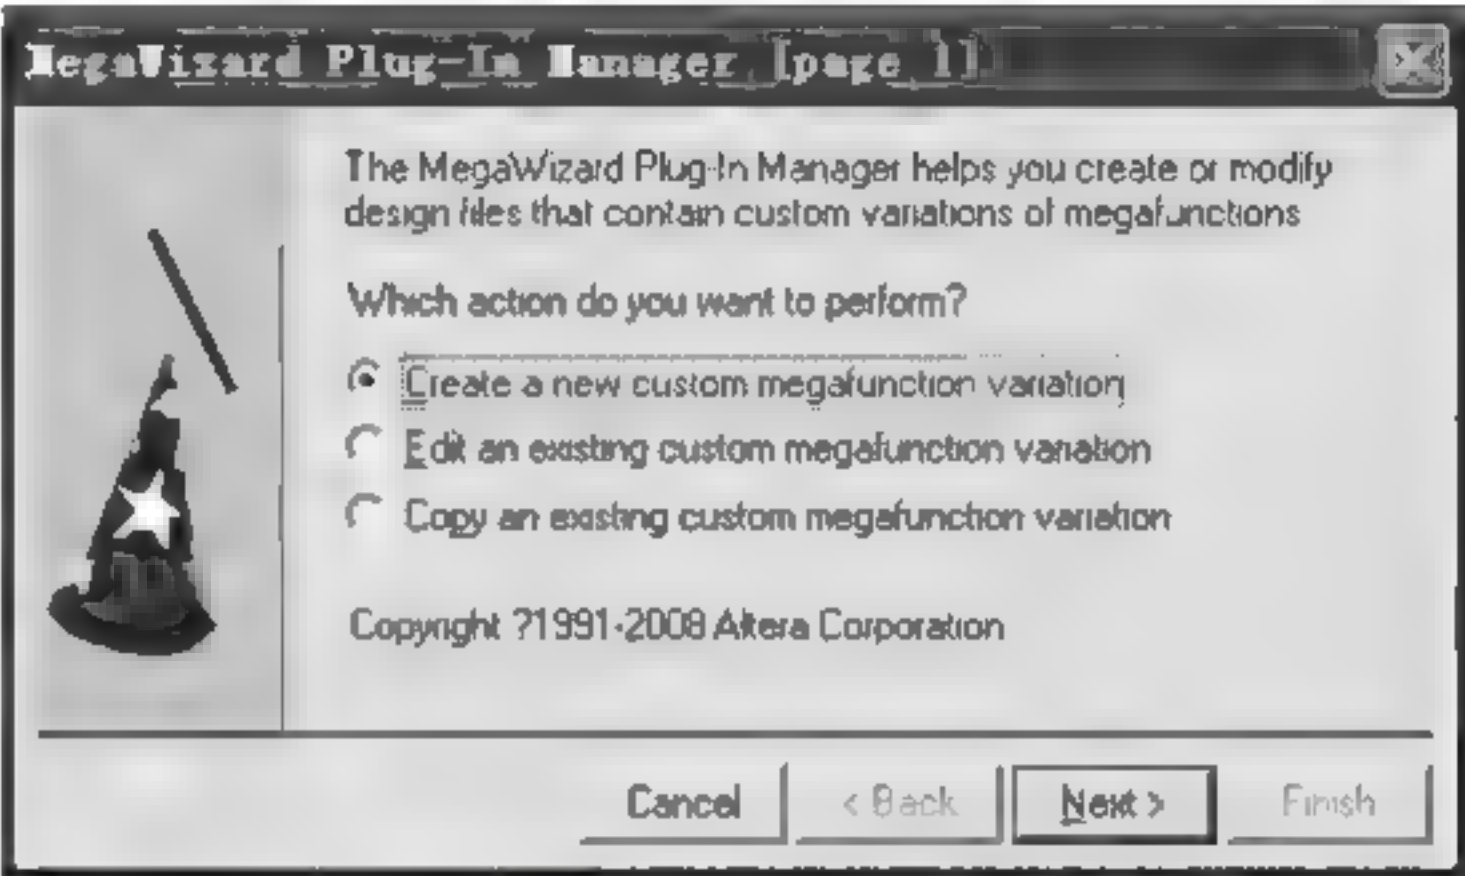 MegaWizard Plug-In Manager [page 1]
The MegaWizard Plug-In Manager helps you create or modify
design files that contain custom variations of megafunctions
Which action do you want to perform?
Create a new custom megafunction variation
Edit an existing custom megafunction variation
Copy an existing custom megafunction variation
Copyright ?1991-2008 Altera Corporation
Cancel
< Back
Next >
Finish